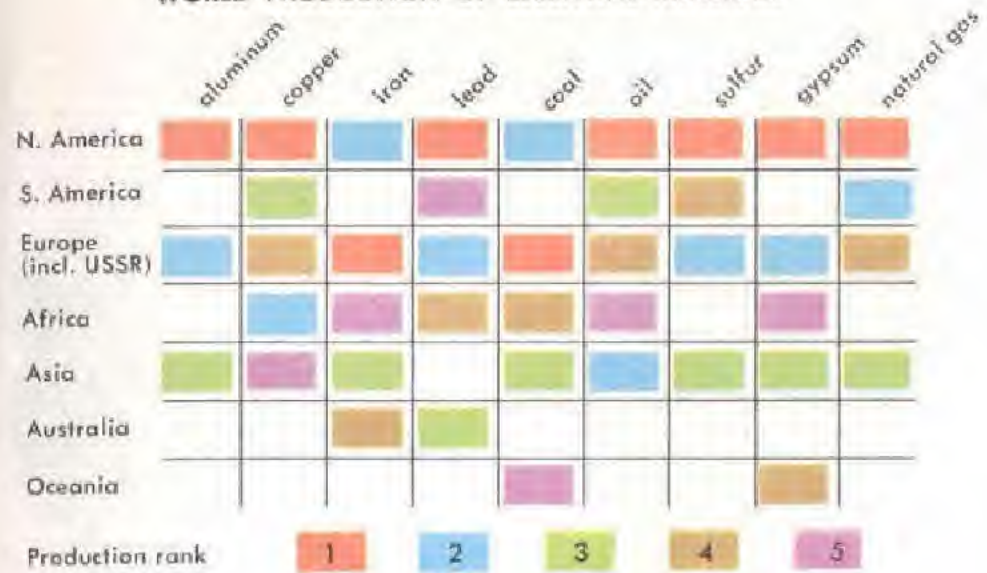 aluminum
copper
iron
lead
coal
oil
sulfur
gypsum
natural gas
N. America
S. America
Europe
(incl. USSR)
Africa
Asia
Australia
Oceania
Production rank 1 2 3 4 5